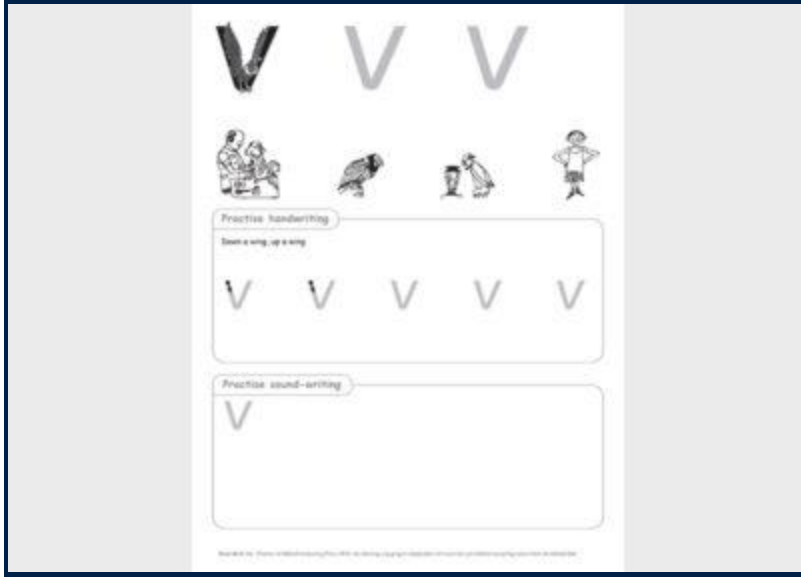 v v v
Practise handwriting
Down a wing, up a wing
v v v v v
Practise sound-writing
v